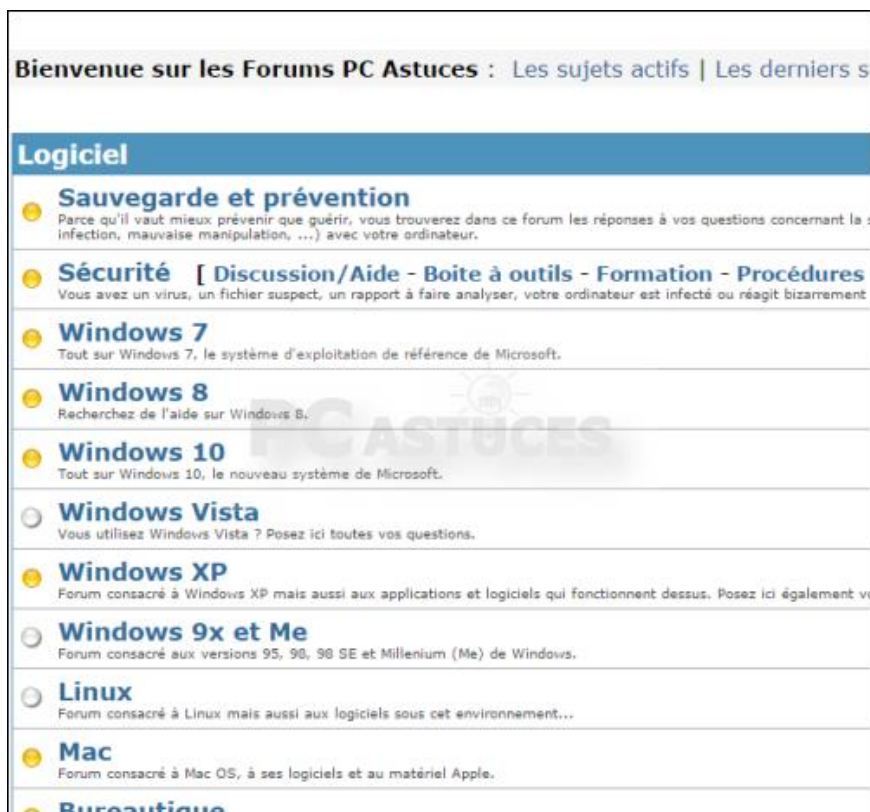 Bienvenue sur les Forums PC Astuces : Les sujets actifs | Les derniers s
Logiciel
Sauvegarde et prévention
Parce qu'il vaut mieux prévenir que guérir, vous trouverez dans ce forum les réponses à vos questions concernant la s
infection, mauvaise manipulation, ...) avec votre ordinateur.
Sécurité [ Discussion/Aide - Boite à outils - Formation - Procédures
Vous avez un virus, un fichier suspect, un rapport à faire analyser, votre ordinateur est infecté ou réagit bizarrement
Windows 7
Tout sur Windows 7, le système d'exploitation de référence de Microsoft.
Windows 8
Recherchez de l'aide sur Windows 8.
PC ASTUCES
Windows 10
Tout sur Windows 10, le nouveau système de Microsoft.
Windows Vista
Vous utilisez Windows Vista ? Posez ici toutes vos questions.
Windows XP
Forum consacré à Windows XP mais aussi aux applications et logiciels qui fonctionnent dessus. Posez ici également vo
Windows 9x et Me
Forum consacré aux versions 95, 98, 98 SE et Millenium (Me) de Windows.
Linux
Forum consacré à Linux mais aussi aux logiciels sous cet environnement...
Mac
Forum consacré à Mac OS, à ses logiciels et au matériel Apple.
Bureautique